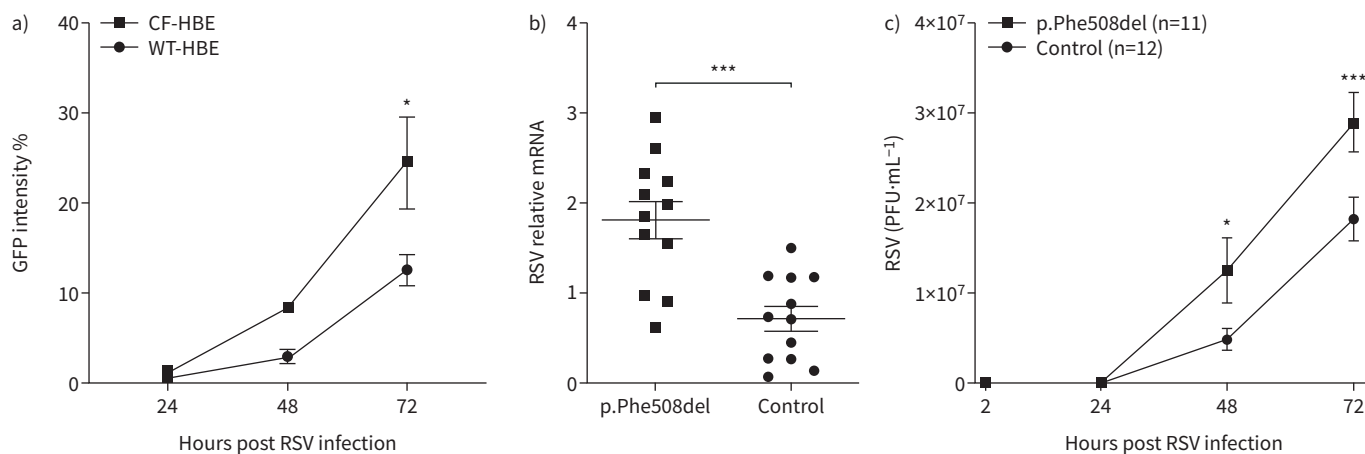 a)
CF-HBE
WT-HBE
GFP intensity %
40
30
20
10
0
*
24 48 72
Hours post RSV infection
b)
RSV relative mRNA
4
3
2
1
0
***
p.Phe508del Control
c)
p.Phe508del (n=11)
Control (n=12)
RSV (PFU·mL⁻¹)
4×10⁷
3×10⁷
2×10⁷
1×10⁷
0
*
***
2 24 48 72
Hours post RSV infection